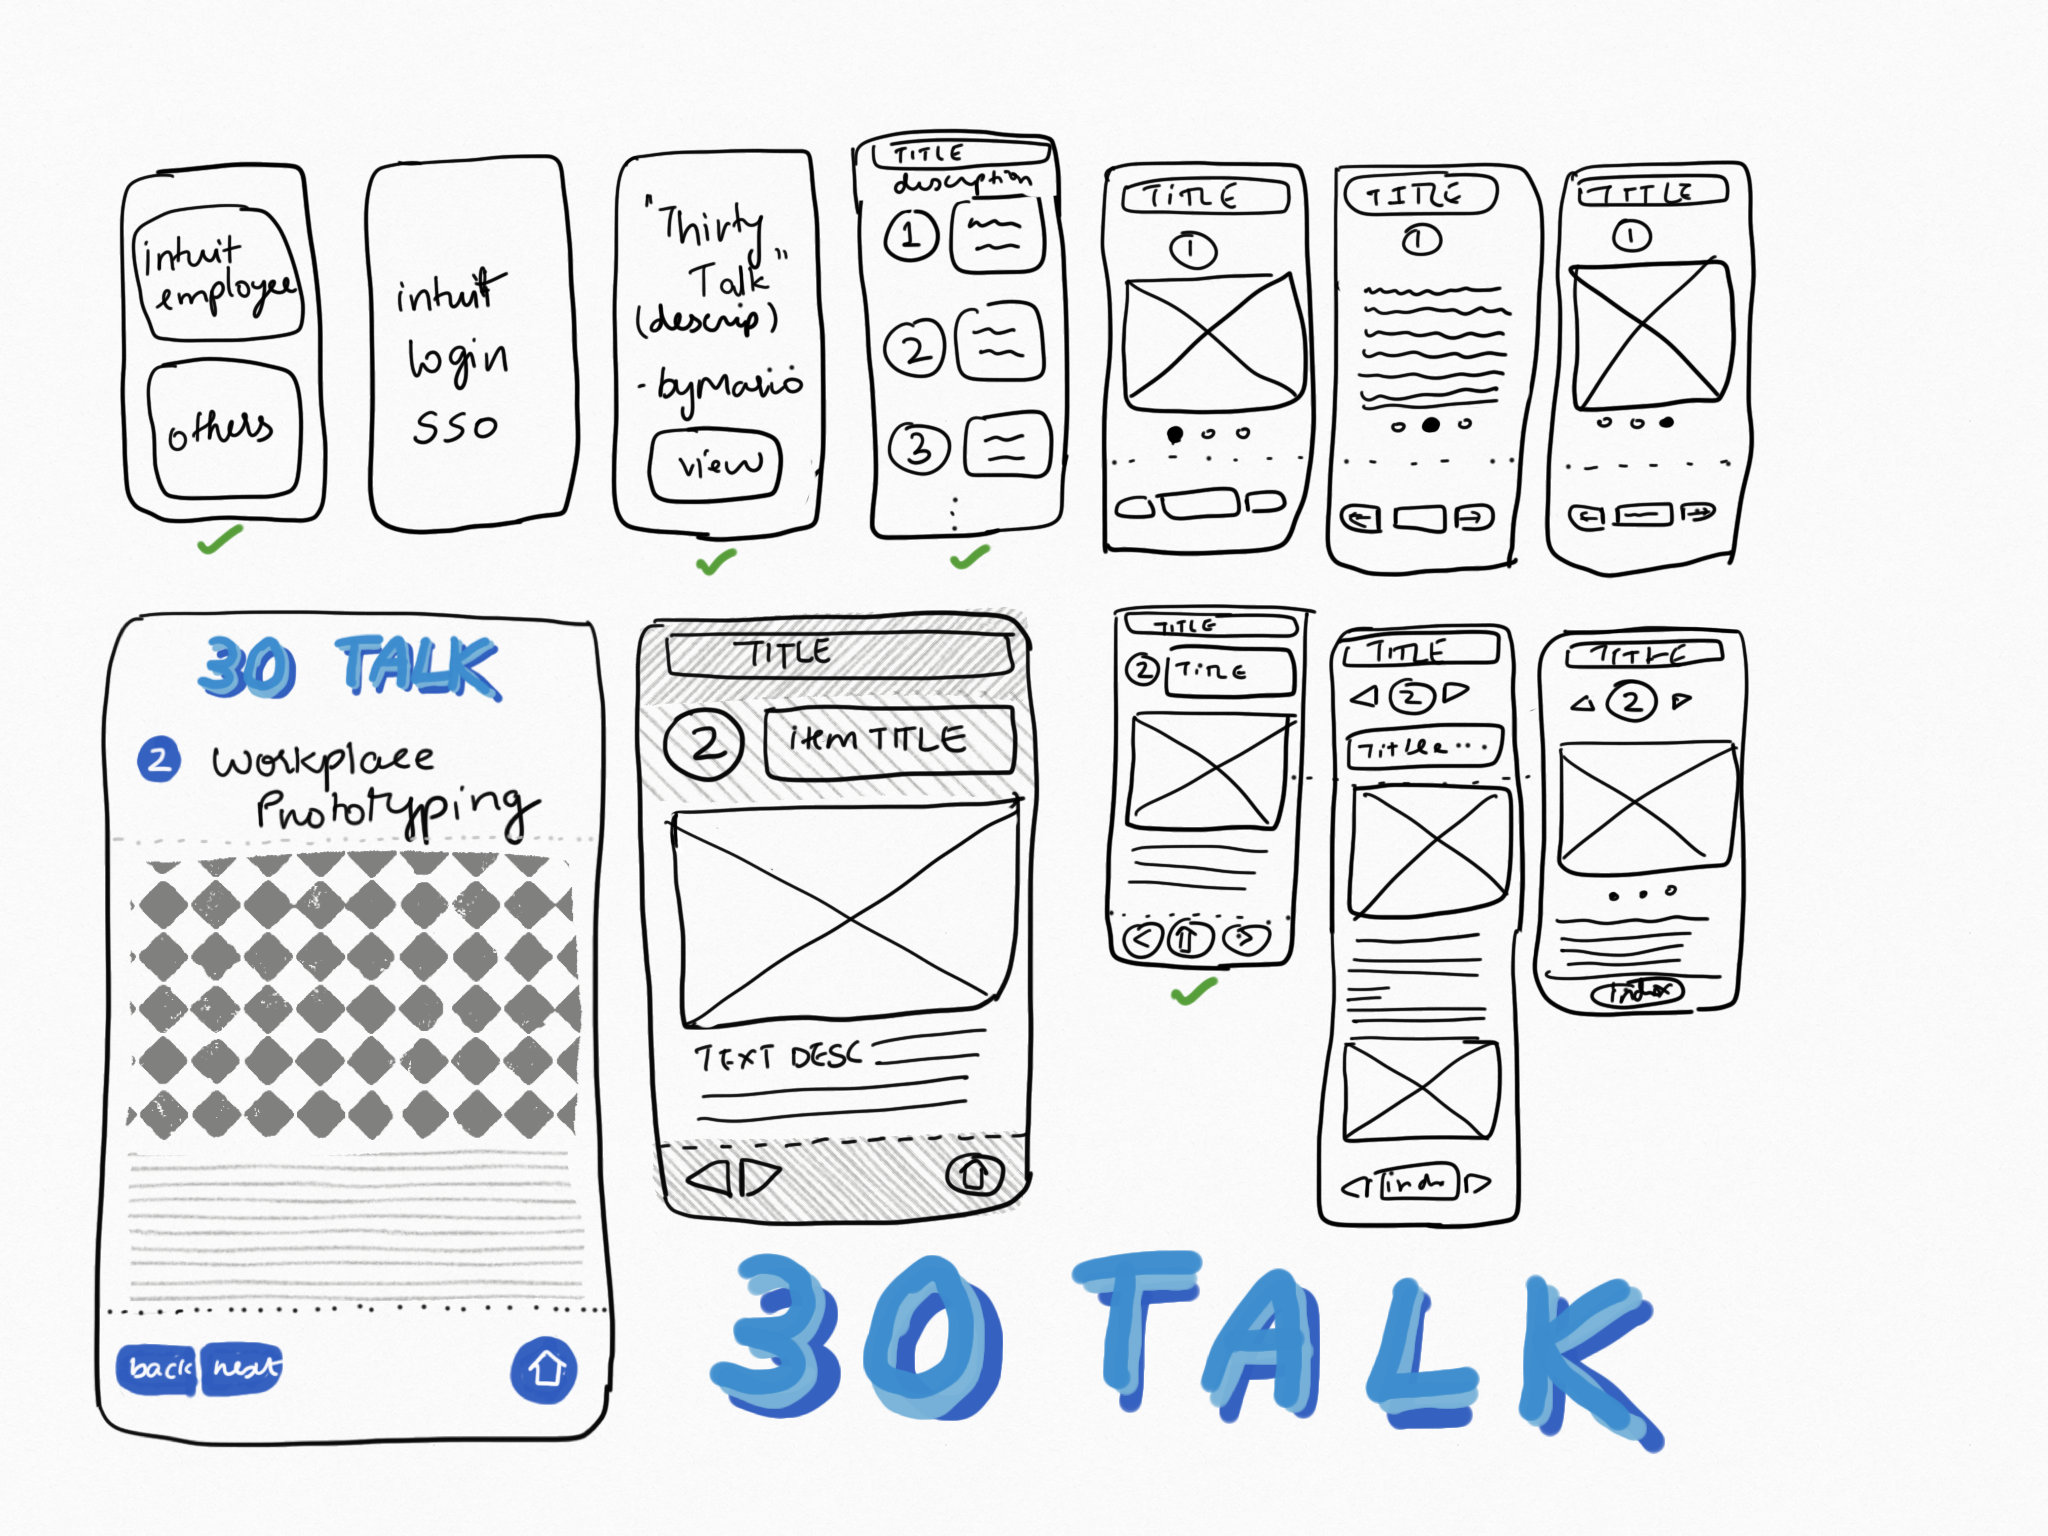 intuit
employee
others
intuit
login
SSO
"Thirty
Talk"
(descrip)
- by Mario
view
TITLE
description
1
2
3
TITLE
1
TITLE
1
TITLE
1
30 TALK
2 Workplace
Prototyping
back next
TITLE
2 item TITLE
TEXT DESC
TITLE
2 TITLE
TITLE
2
Title...
TITLE
2
index
30 TALK